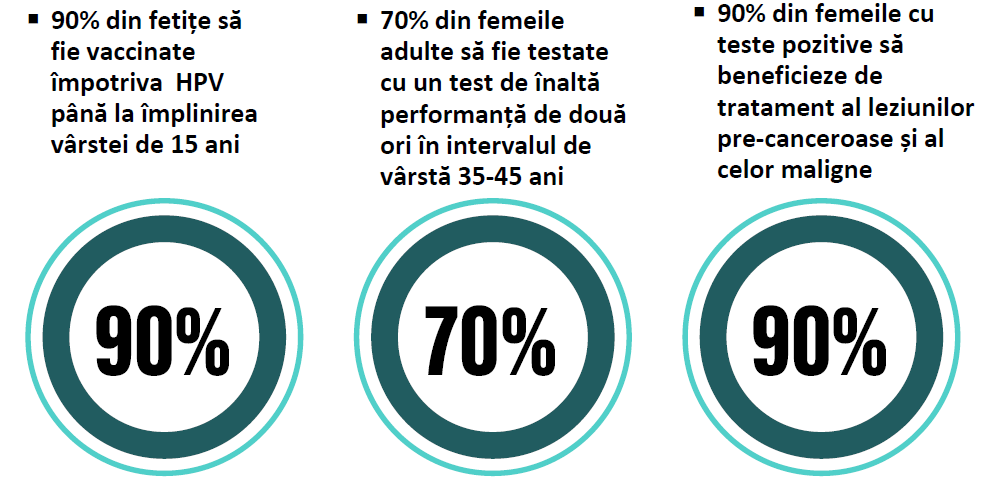 ▪ 90% din fetițe să
fie vaccinate
împotriva HPV
până la împlinirea
vârstei de 15 ani
▪ 70% din femeile
adulte să fie testate
cu un test de înaltă
performanță de două
ori în intervalul de
vârstă 35-45 ani
▪ 90% din femeile cu
teste pozitive să
beneficieze de
tratament al leziunilor
pre-canceroase și al
celor maligne
90%
70%
90%